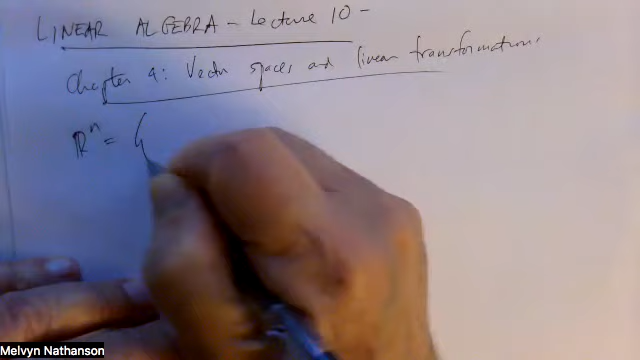 LINEAR ALGEBRA - Lecture 10 -
Chapter 4: Vector spaces and linear transformations
ℝⁿ = {
Melvyn Nathanson